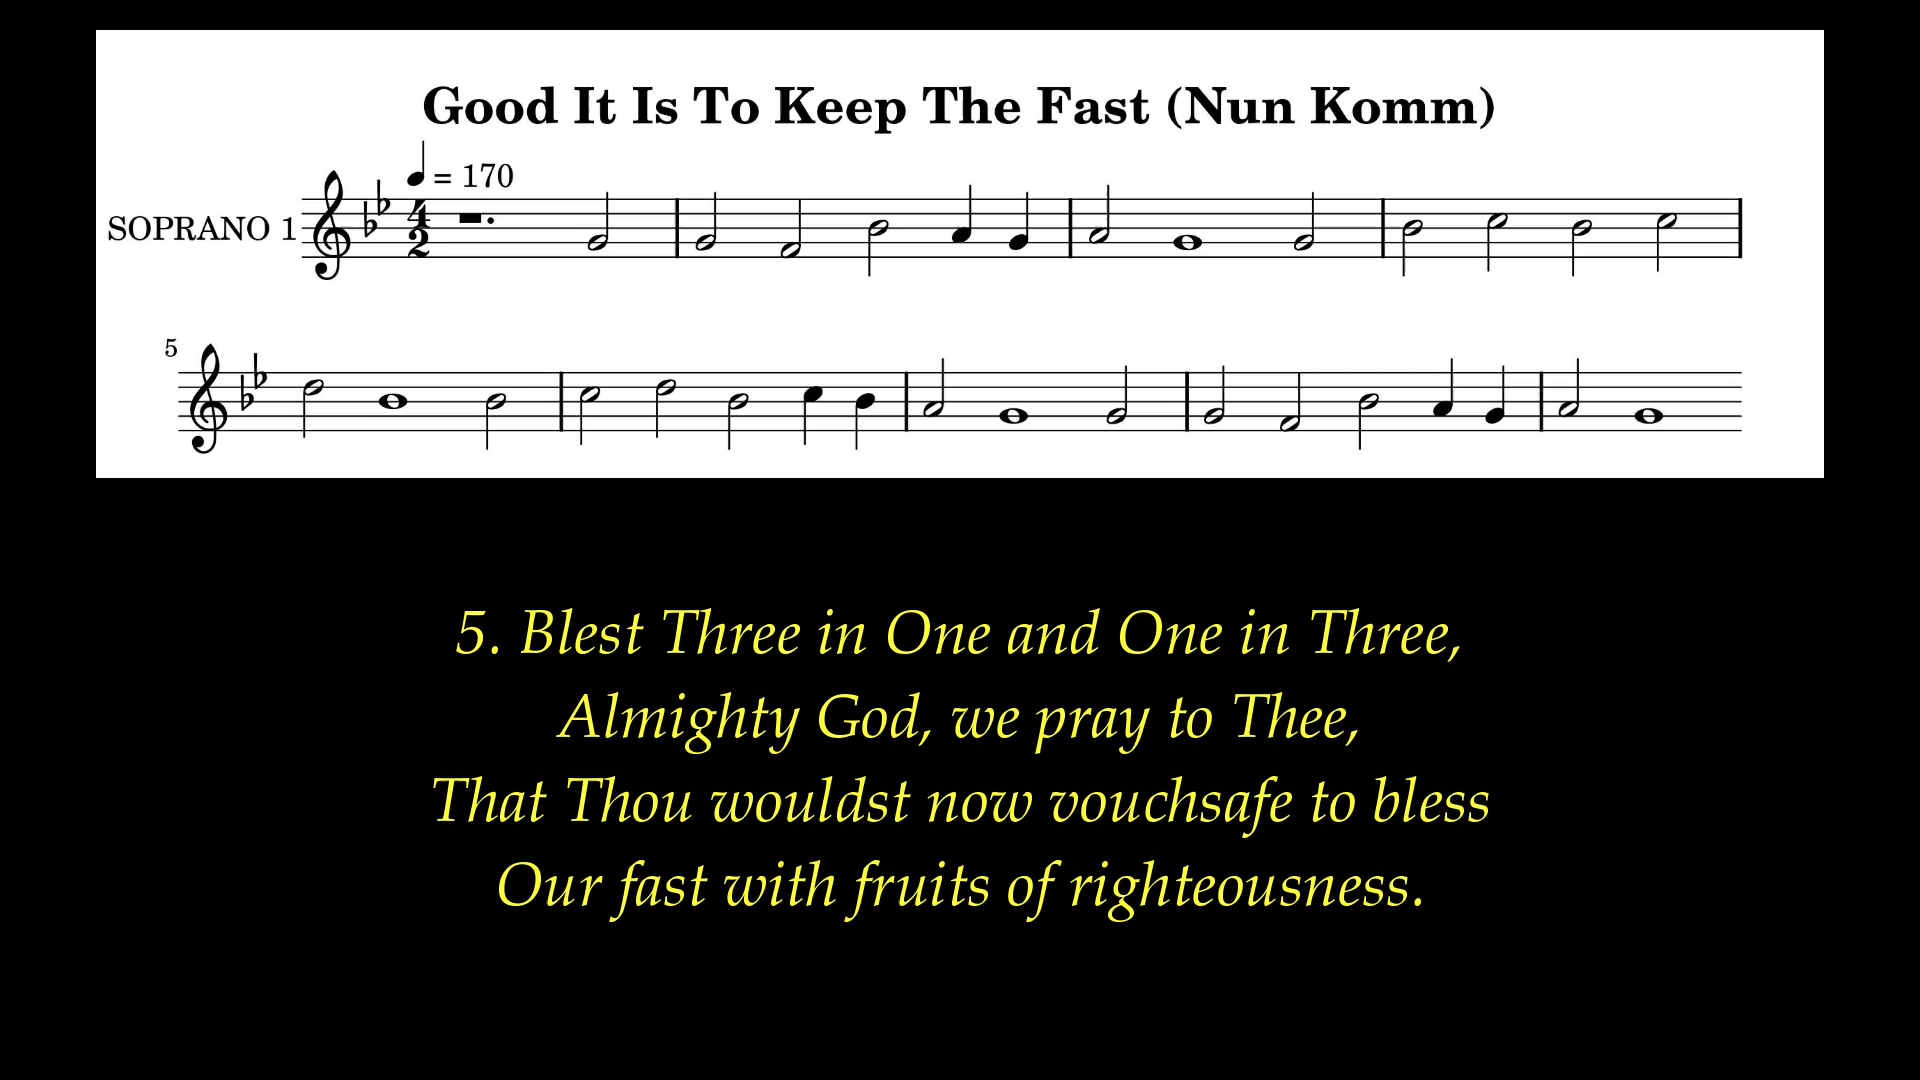 Good It Is To Keep The Fast (Nun Komm)
♩ = 170
SOPRANO 1
4
2
5
5. Blest Three in One and One in Three,
Almighty God, we pray to Thee,
That Thou wouldst now vouchsafe to bless
Our fast with fruits of righteousness.